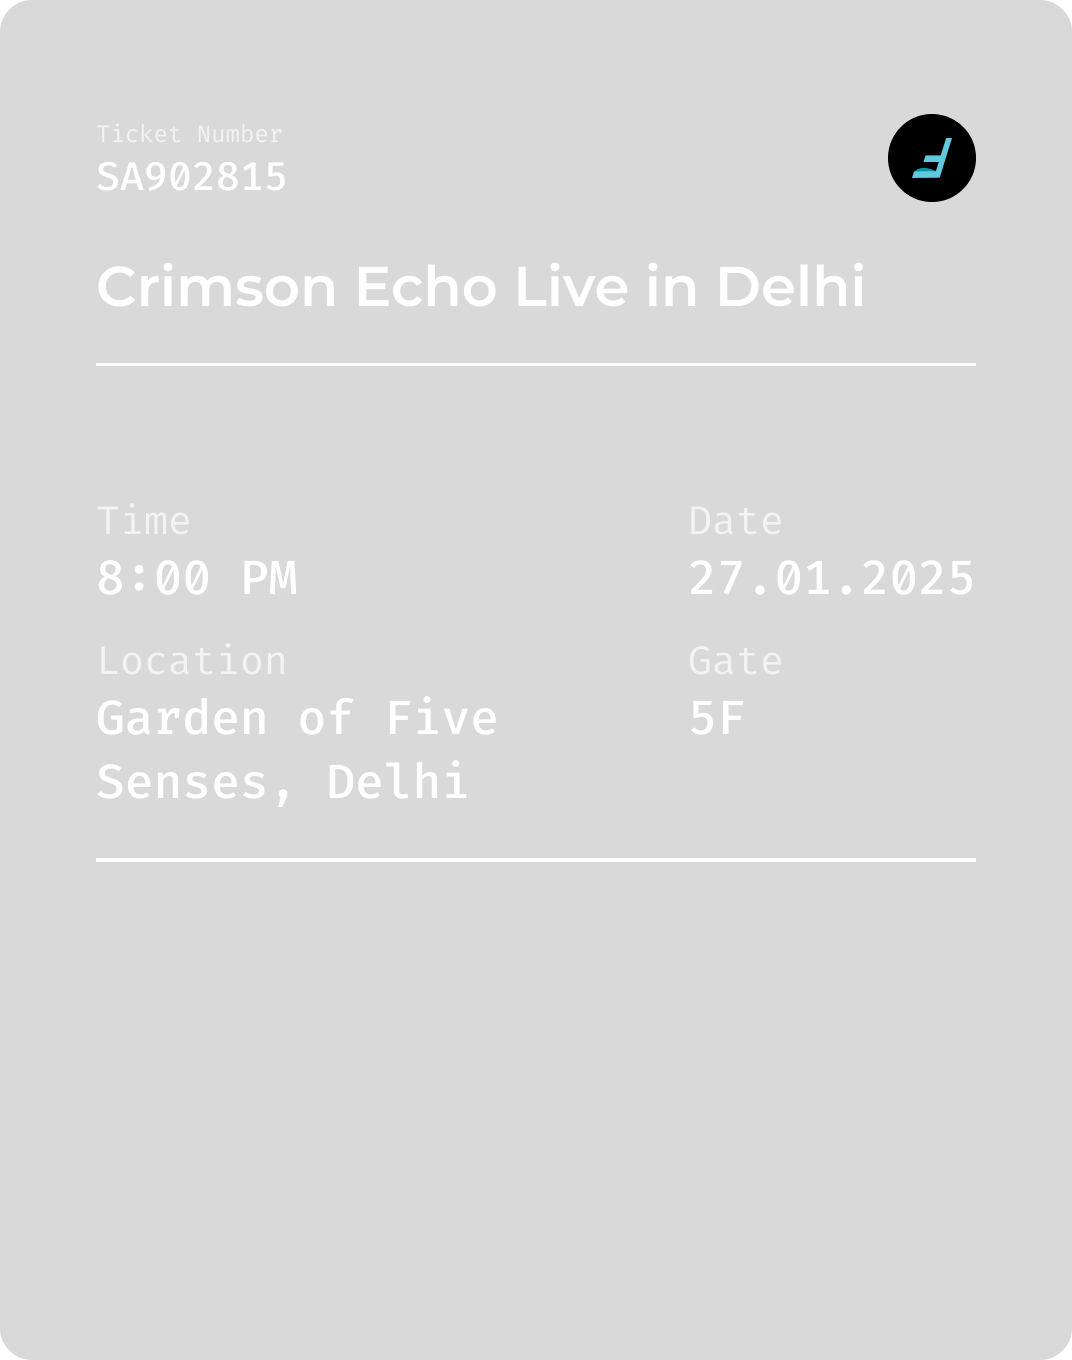 Ticket Number
SA902815
Crimson Echo Live in Delhi
Time
8:00 PM
Date
27.01.2025
Location
Garden of Five
Senses, Delhi
Gate
5F